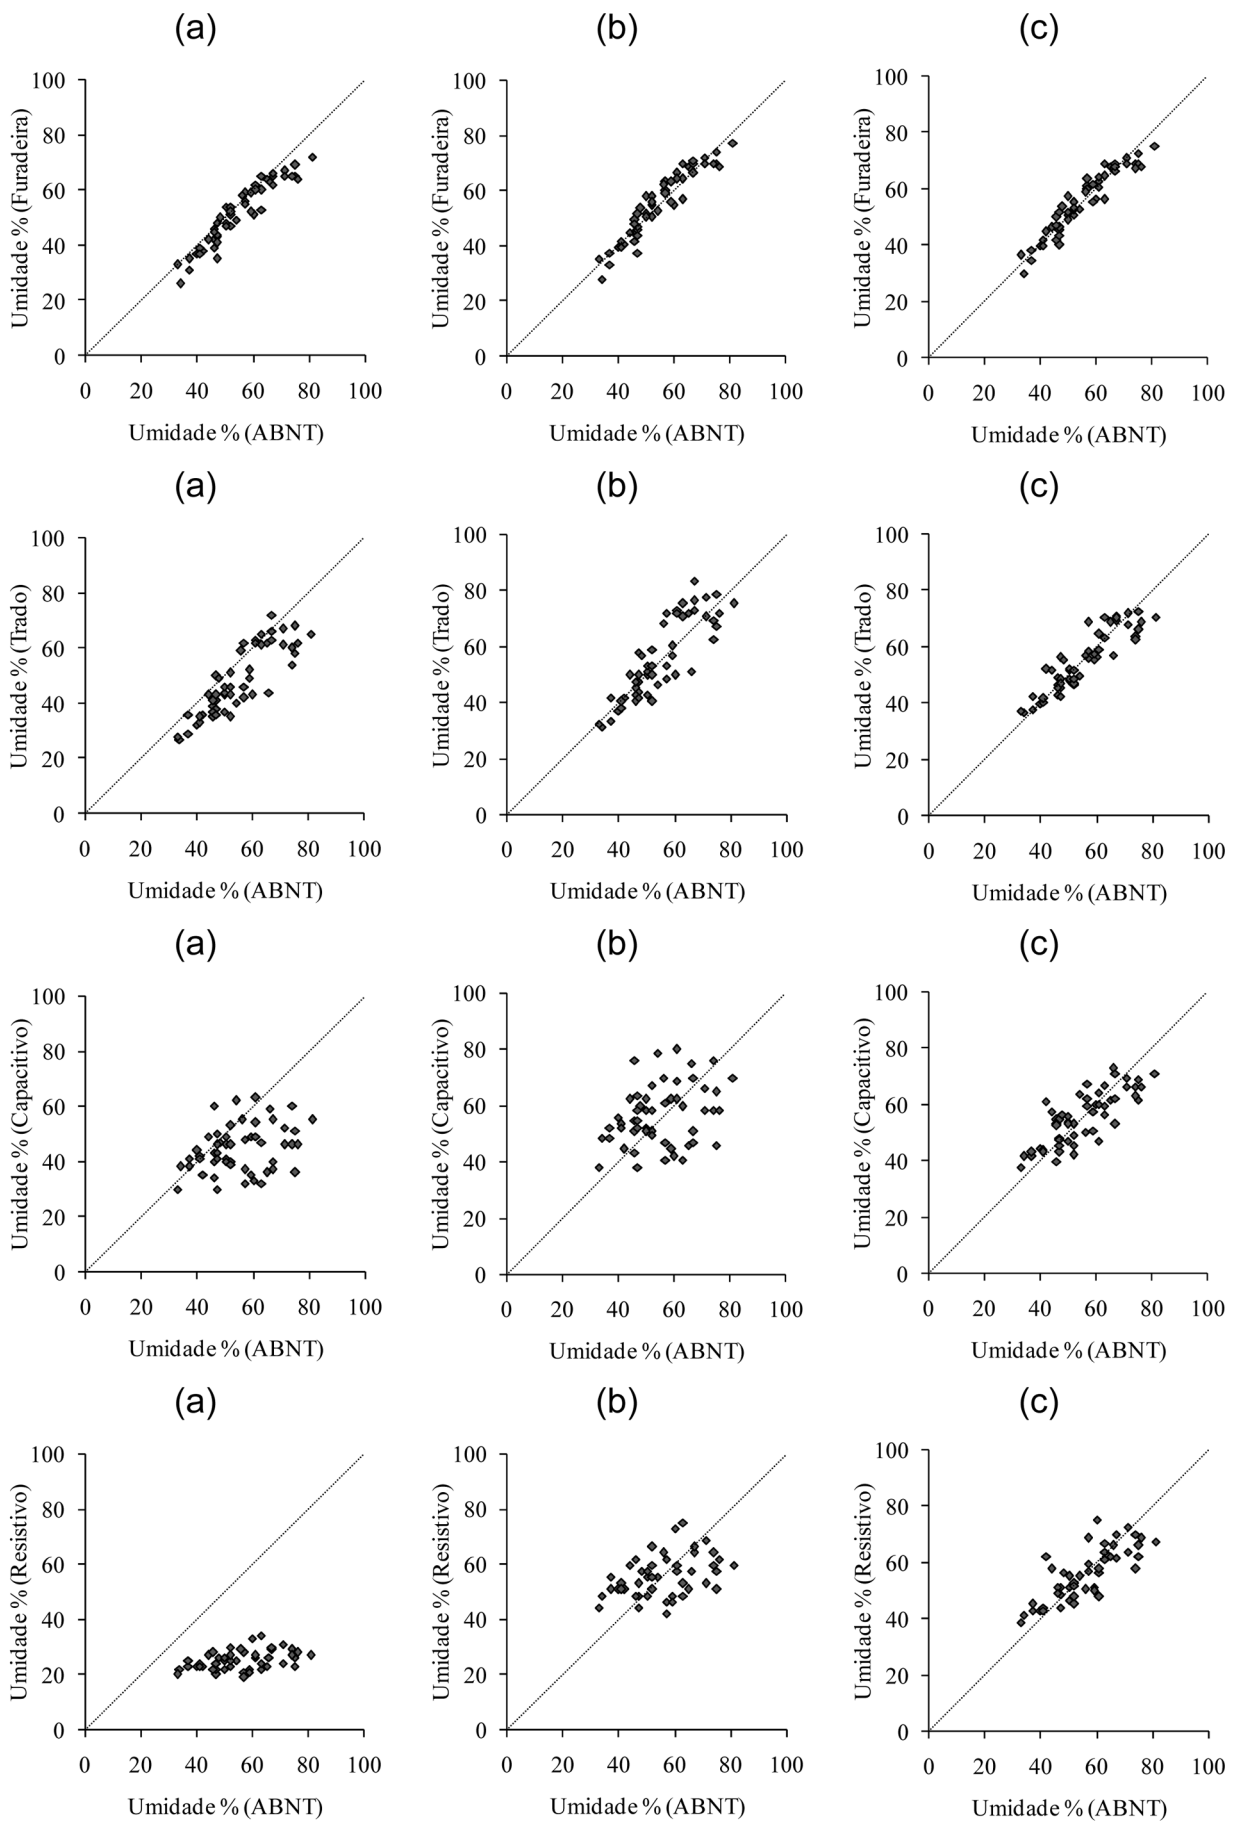 (a) (b) (c)
100 100 100
80 80 80
60 60 60
40 40 40
20 20 20
0 0 0
Umidade % (Furadeira) Umidade % (Furadeira) Umidade % (Furadeira)
0 20 40 60 80 100 0 20 40 60 80 100 0 20 40 60 80 100
Umidade % (ABNT) Umidade % (ABNT) Umidade % (ABNT)
(a) (b) (c)
100 100 100
80 80 80
60 60 60
40 40 40
20 20 20
0 0 0
Umidade % (Trado) Umidade % (Trado) Umidade % (Trado)
0 20 40 60 80 100 0 20 40 60 80 100 0 20 40 60 80 100
Umidade % (ABNT) Umidade % (ABNT) Umidade % (ABNT)
(a) (b) (c)
100 100 100
80 80 80
60 60 60
40 40 40
20 20 20
0 0 0
Umidade % (Capacitivo) Umidade % (Capacitivo) Umidade % (Capacitivo)
0 20 40 60 80 100 0 20 40 60 80 100 0 20 40 60 80 100
Umidade % (ABNT) Umidade % (ABNT) Umidade % (ABNT)
(a) (b) (c)
100 100 100
80 80 80
60 60 60
40 40 40
20 20 20
0 0 0
Umidade % (Resistivo) Umidade % (Resistivo) Umidade % (Resistivo)
0 20 40 60 80 100 0 20 40 60 80 100 0 20 40 60 80 100
Umidade % (ABNT) Umidade % (ABNT) Umidade % (ABNT)